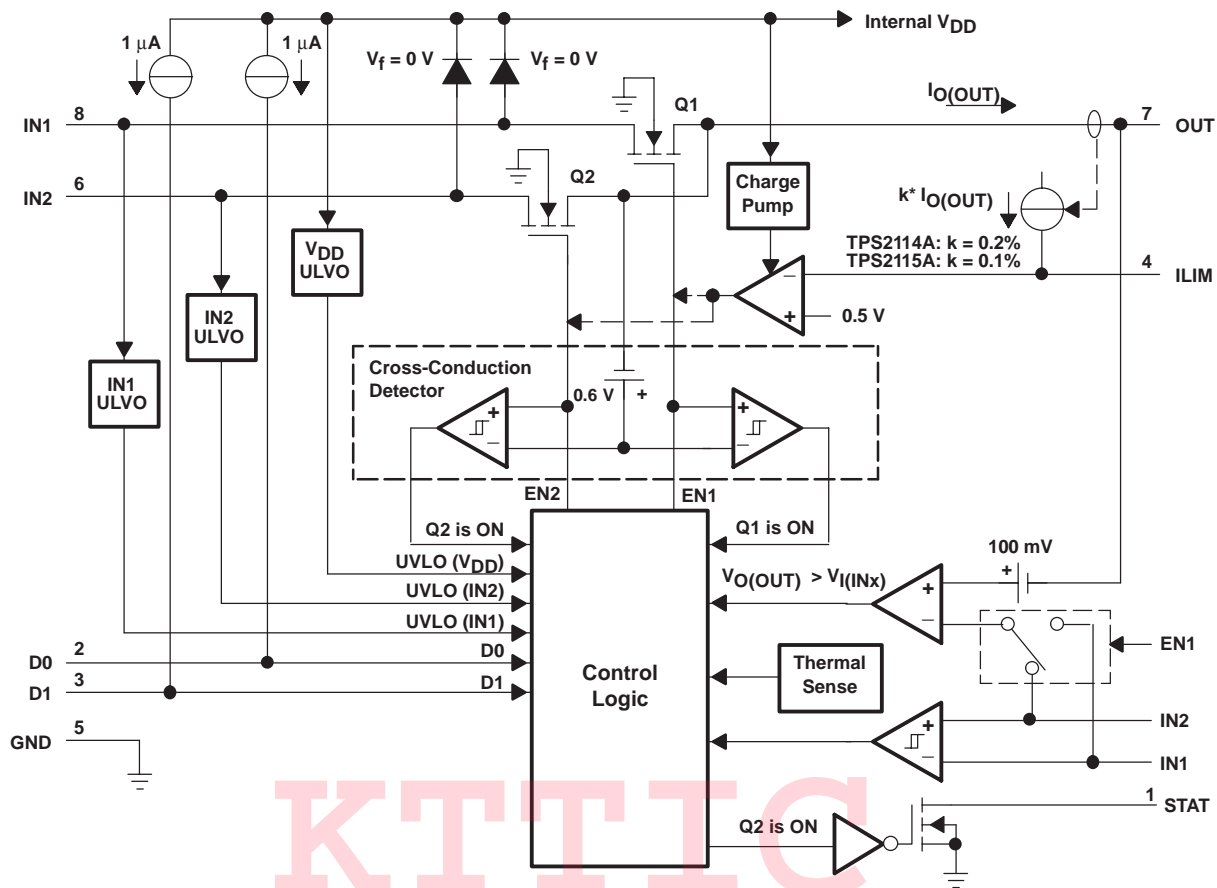 Internal VDD
1 μA
1 μA
Vf = 0 V
Vf = 0 V
IO(OUT)
Q1
8
IN1
7
OUT
6
IN2
Q2
Charge
Pump
k* IO(OUT)
VDD
ULVO
TPS2114A: k = 0.2%
TPS2115A: k = 0.1%
4
ILIM
–
+
0.5 V
IN2
ULVO
IN1
ULVO
Cross-Conduction
Detector
0.6 V
+
+
–
+
–
EN2
EN1
Q2 is ON
Q1 is ON
UVLO (VDD)
UVLO (IN2)
UVLO (IN1)
100 mV
+
VO(OUT) > VI(INx)
+
–
EN1
2
D0
D0
3
D1
D1
Control
Logic
Thermal
Sense
5
GND
+
–
IN2
IN1
1
STAT
Q2 is ON
KTTIC